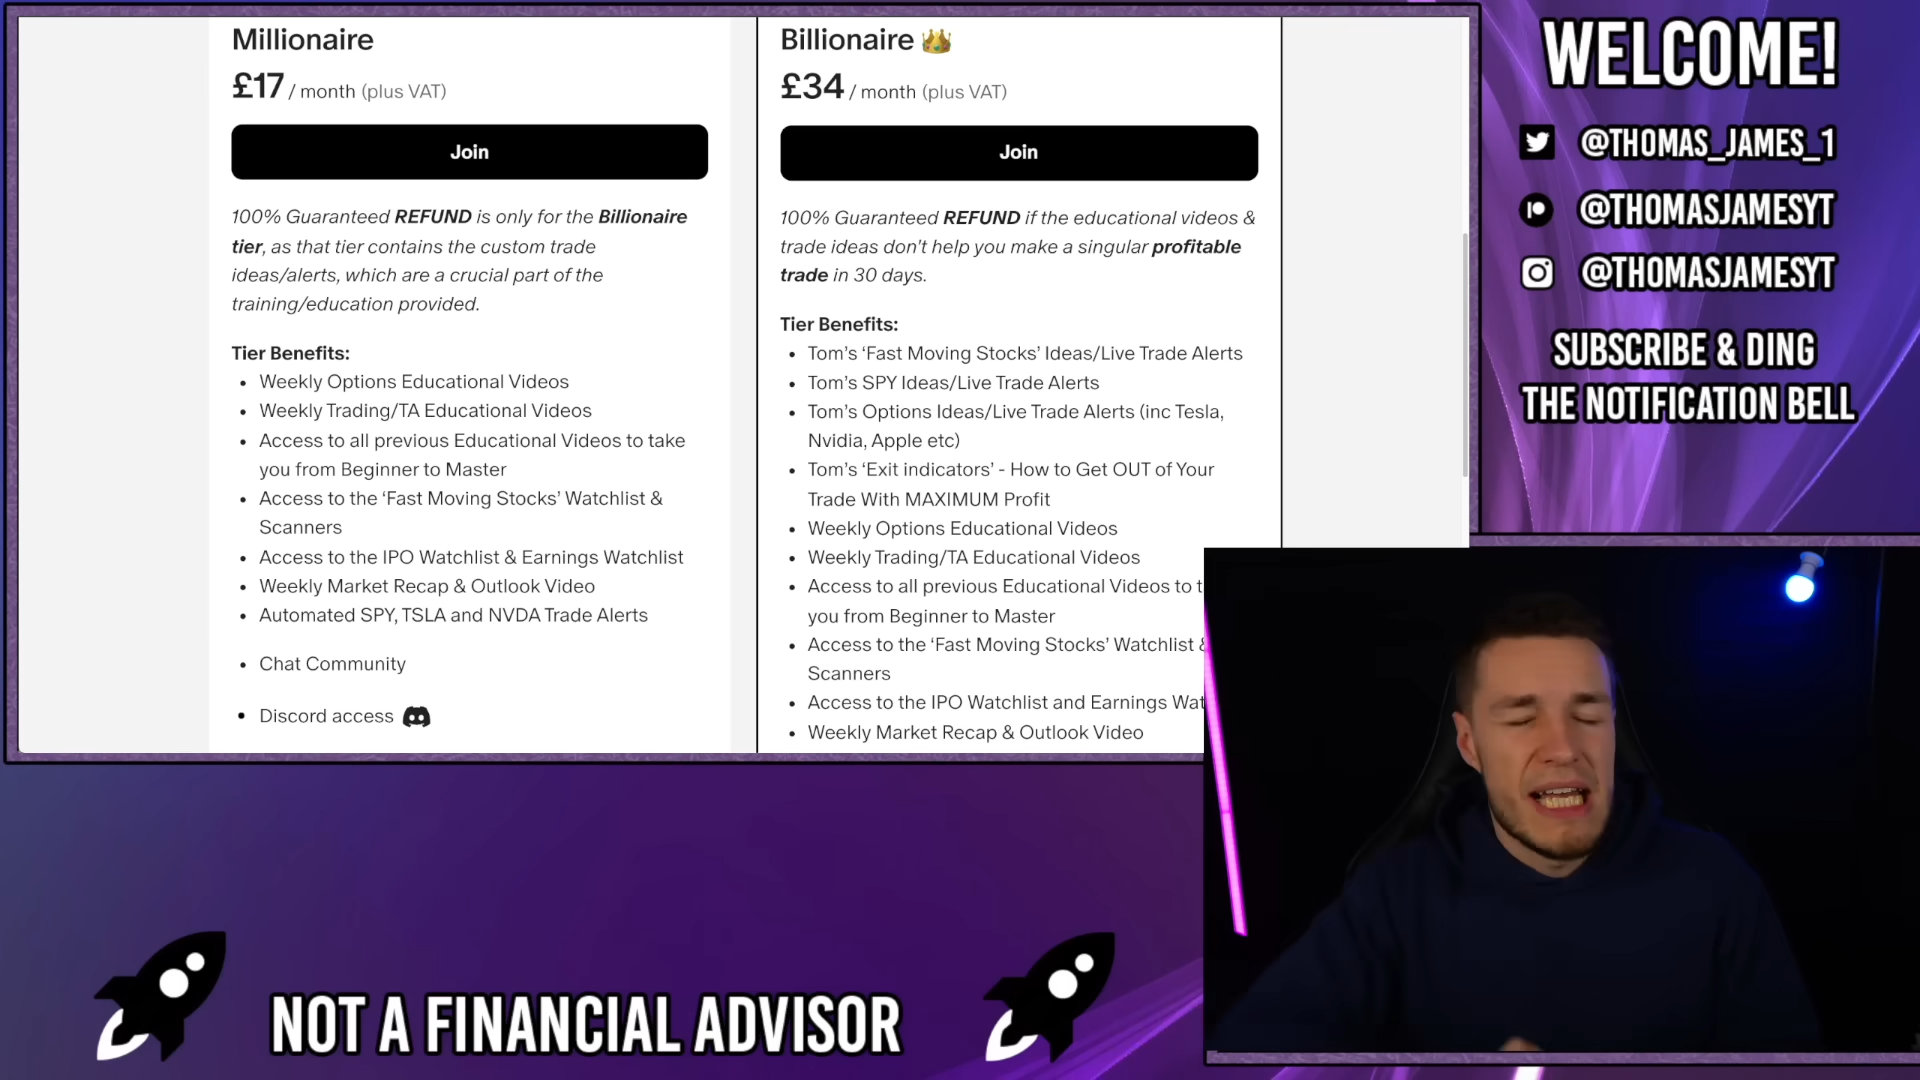 Millionaire
£17 / month (plus VAT)
Join
100% Guaranteed REFUND is only for the Billionaire
tier, as that tier contains the custom trade
ideas/alerts, which are a crucial part of the
training/education provided.
Tier Benefits:
• Weekly Options Educational Videos
• Weekly Trading/TA Educational Videos
• Access to all previous Educational Videos to take
you from Beginner to Master
• Access to the ‘Fast Moving Stocks’ Watchlist &
Scanners
• Access to the IPO Watchlist & Earnings Watchlist
• Weekly Market Recap & Outlook Video
• Automated SPY, TSLA and NVDA Trade Alerts
• Chat Community
• Discord access
Billionaire 👑
£34 / month (plus VAT)
Join
100% Guaranteed REFUND if the educational videos &
trade ideas don't help you make a singular profitable
trade in 30 days.
Tier Benefits:
• Tom’s ‘Fast Moving Stocks’ Ideas/Live Trade Alerts
• Tom’s SPY Ideas/Live Trade Alerts
• Tom’s Options Ideas/Live Trade Alerts (inc Tesla,
Nvidia, Apple etc)
• Tom’s ‘Exit indicators’ - How to Get OUT of Your
Trade With MAXIMUM Profit
• Weekly Options Educational Videos
• Weekly Trading/TA Educational Videos
• Access to all previous Educational Videos to
you from Beginner to Master
• Access to the ‘Fast Moving Stocks’ Watchlist &
Scanners
• Access to the IPO Watchlist and Earnings
• Weekly Market Recap & Outlook Video
WELCOME!
@THOMAS_JAMES_1
@THOMASJAMESYT
@THOMASJAMESYT
SUBSCRIBE & DING
THE NOTIFICATION BELL
NOT A FINANCIAL ADVISOR